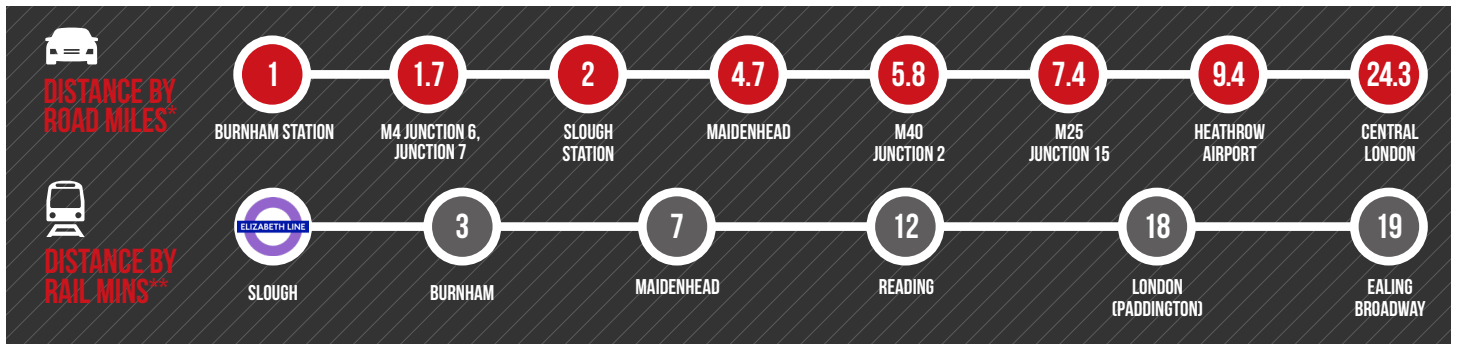 DISTANCE BY
ROAD MILES*
1
1.7
2
4.7
5.8
7.4
9.4
24.3
BURNHAM STATION
M4 JUNCTION 6,
JUNCTION 7
SLOUGH
STATION
MAIDENHEAD
M40
JUNCTION 2
M25
JUNCTION 15
HEATHROW
AIRPORT
CENTRAL
LONDON
DISTANCE BY
RAIL MINS**
ELIZABETH LINE
3
7
12
18
19
SLOUGH
BURNHAM
MAIDENHEAD
READING
LONDON
(PADDINGTON)
EALING
BROADWAY